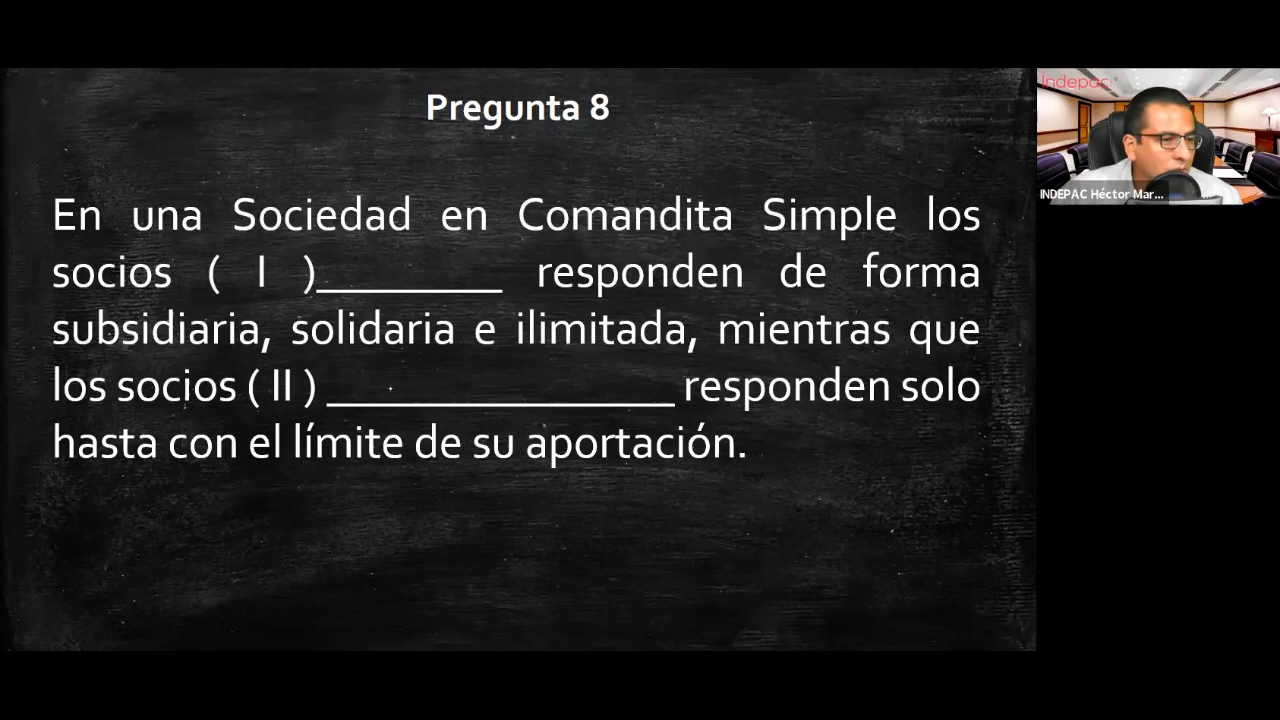 Pregunta 8
En una Sociedad en Comandita Simple los
socios ( I )________ responden de forma
subsidiaria, solidaria e ilimitada, mientras que
los socios ( II ) _______________ responden solo
hasta con el límite de su aportación.
Indepac
INDEPAC Héctor Mar...